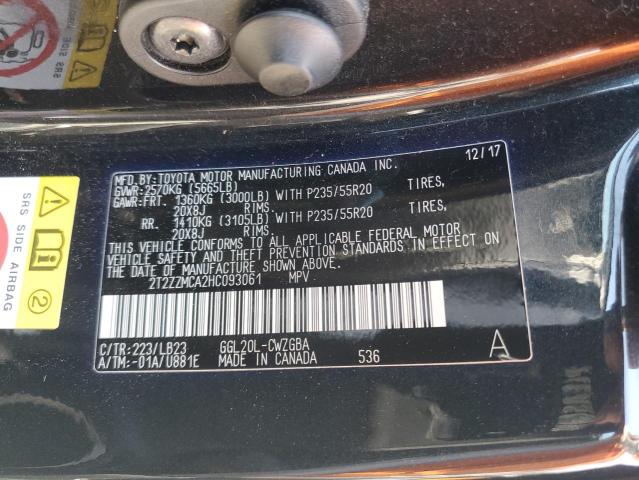 SRS SIDE
MFD.BY:TOYOTA MOTOR MANUFACTURING CANADA INC. 12/17
GVWR:2570KG (5665LB)
GAWR:FRT. 1360KG (3000LB) WITH P235/55R20 TIRES,
20X8J RIMS
RR. 1410KG (3105LB) WITH P235/55R20 TIRES,
20X8J RIMS.
THIS VEHICLE CONFORMS TO ALL APPLICABLE FEDERAL MOTOR
VEHICLE SAFETY AND THEFT PREVENTION STANDARDS IN EFFECT ON
THE DATE OF MANUFACTURE SHOWN ABOVE.
2T2ZZMCA2HC093061 MPV
C/TR:223/LB23 GGL20L-CWZGBA
A/TM:-01A/U881E MADE IN CANADA 536 A
SRS SIDE AIRBAG
2